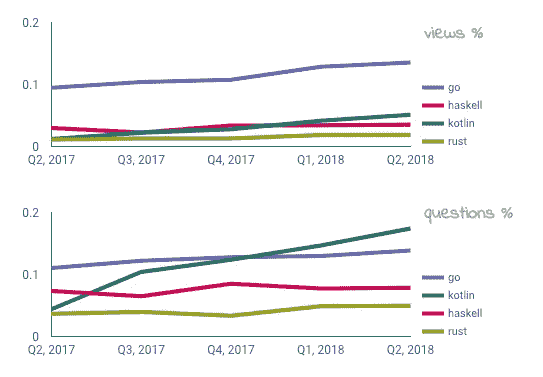 views %
0.2
0.1
0
Q2, 2017 Q3, 2017 Q4, 2017 Q1, 2018 Q2, 2018
go
haskell
kotlin
rust
questions %
0.2
0.1
0
Q2, 2017 Q3, 2017 Q4, 2017 Q1, 2018 Q2, 2018
go
kotlin
haskell
rust